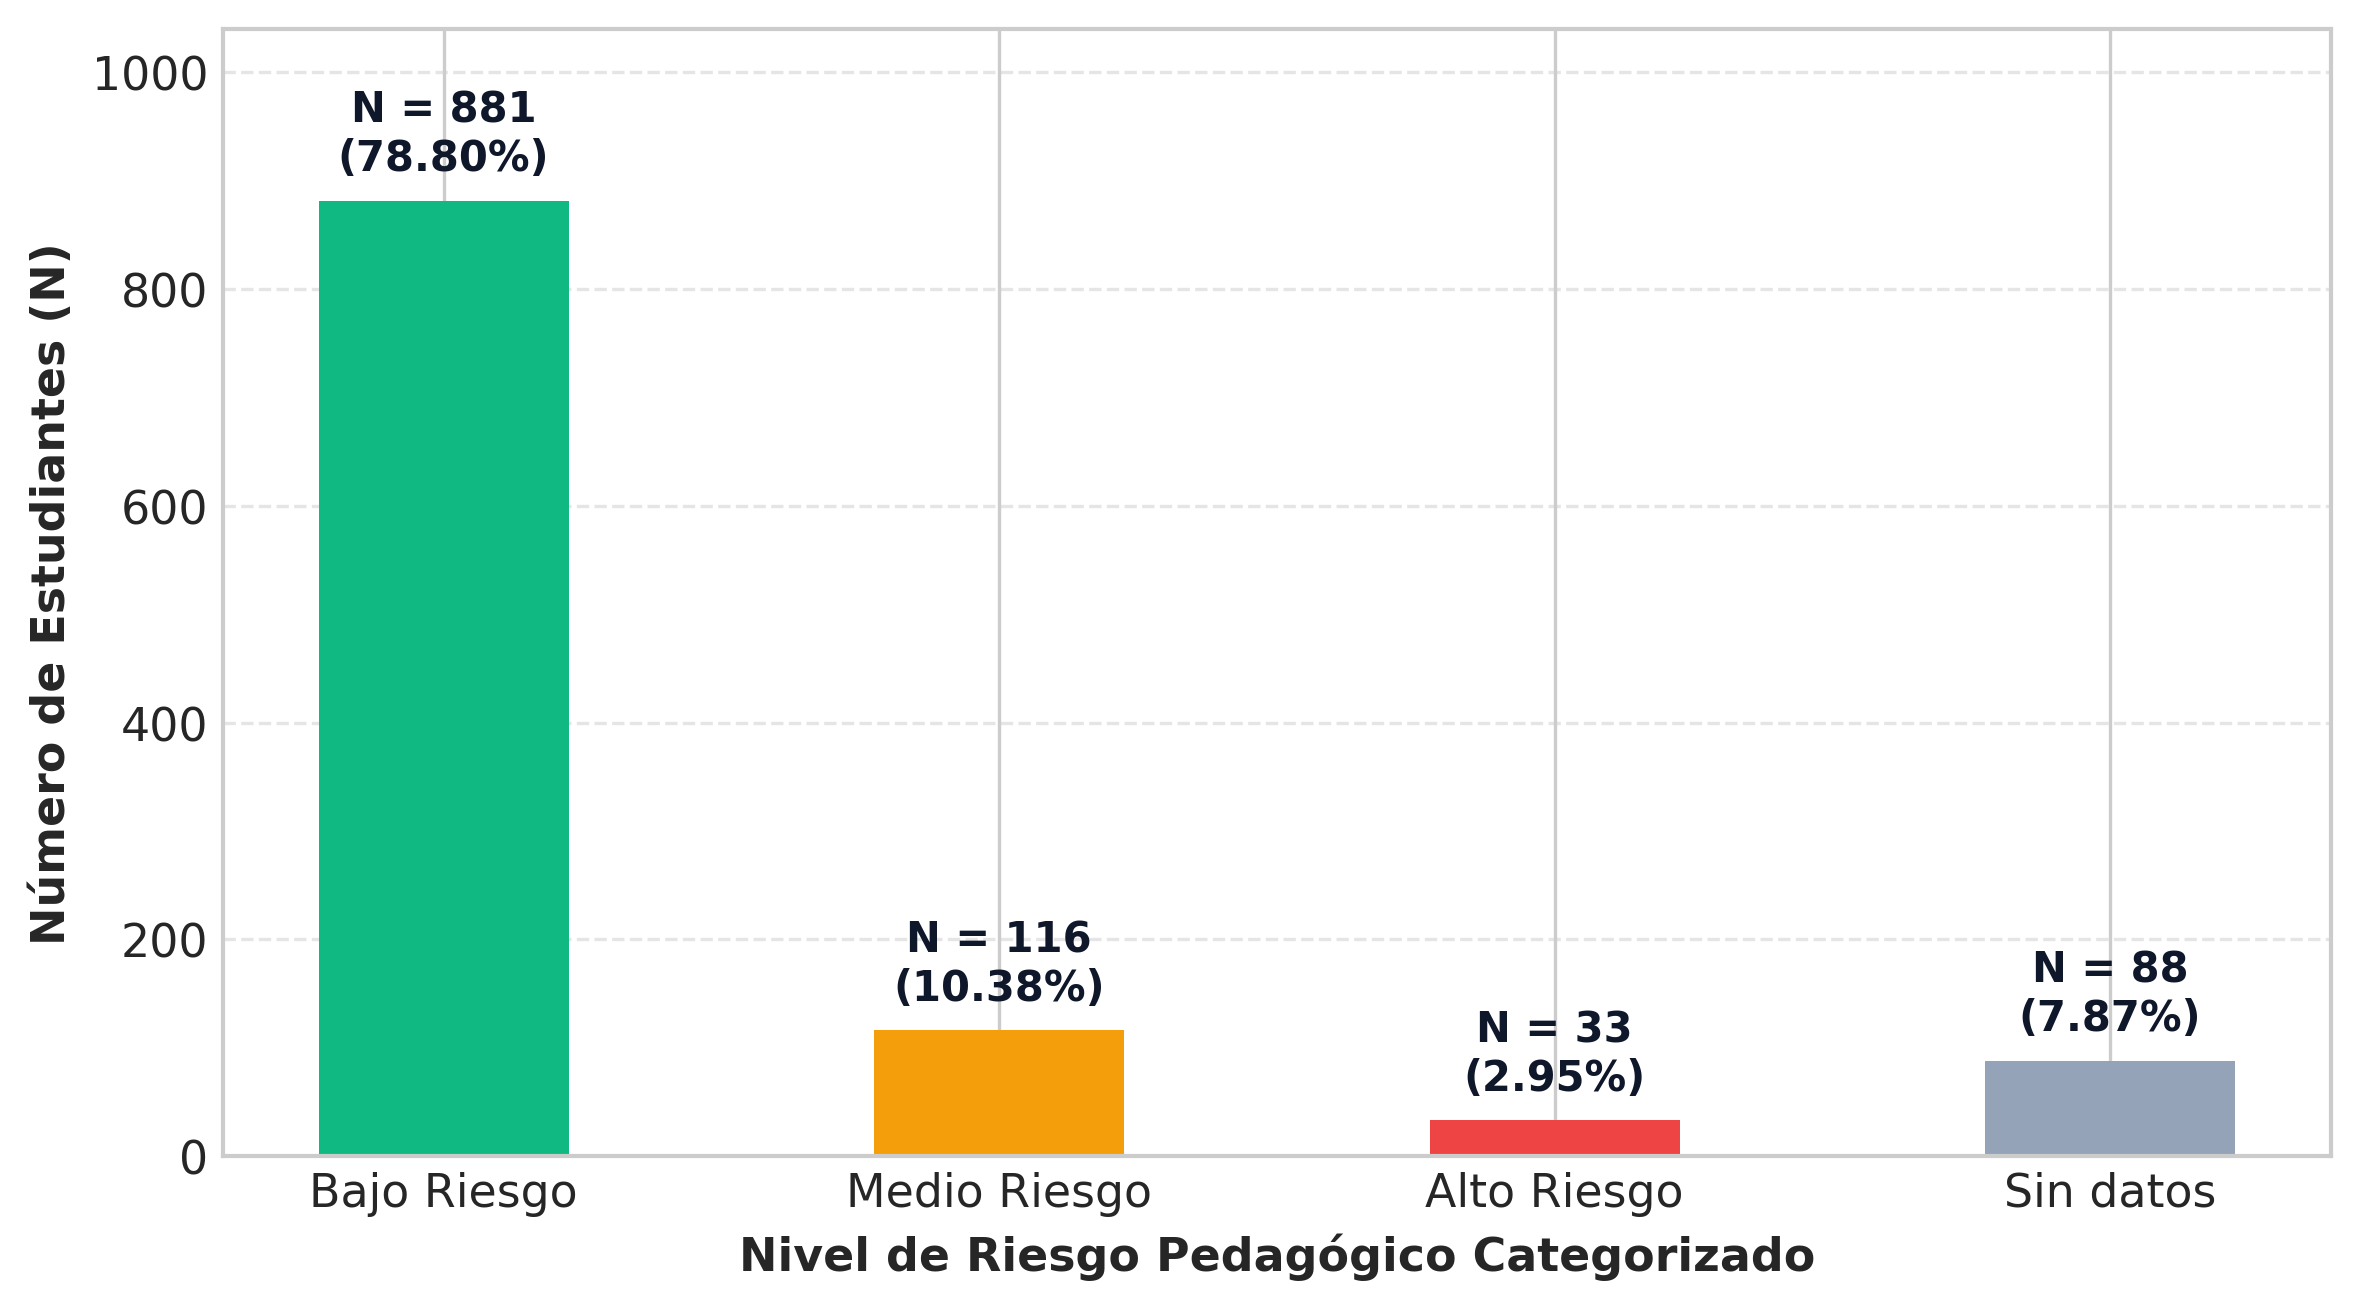 Número de Estudiantes (N)
1000
800
600
400
200
0
N = 881
(78.80%)
N = 116
(10.38%)
N = 33
(2.95%)
N = 88
(7.87%)
Bajo Riesgo
Medio Riesgo
Alto Riesgo
Sin datos
Nivel de Riesgo Pedagógico Categorizado